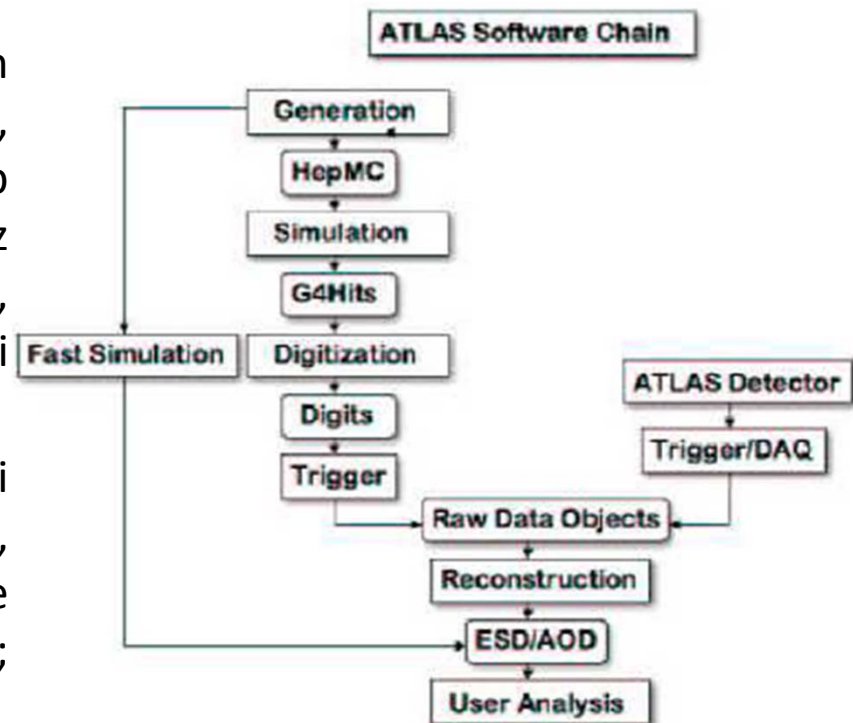 ATLAS Software Chain
Generation
HepMC
Simulation
G4Hits
Fast Simulation
Digitization
ATLAS Detector
Digits
Trigger/DAQ
Trigger
Raw Data Objects
Reconstruction
ESD/AOD
User Analysis
n
,
z
,
i
i
,
e
;